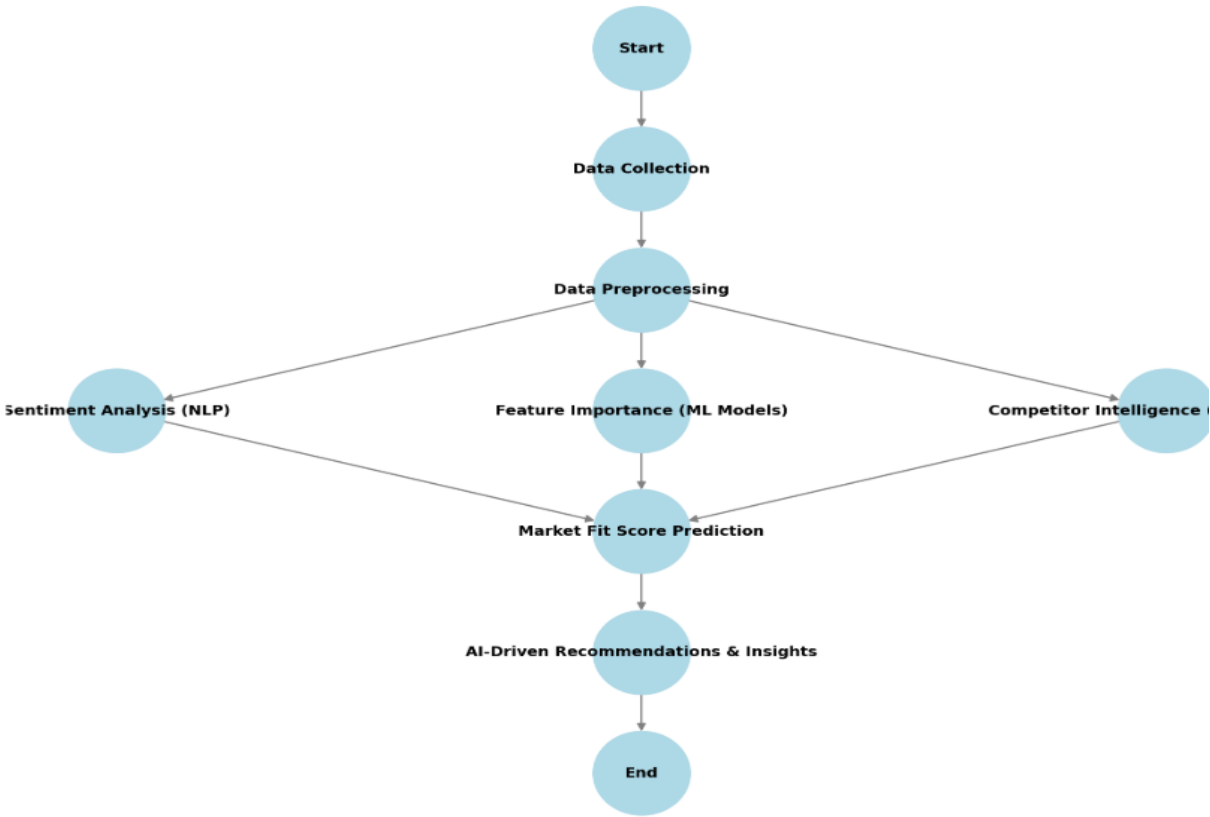 Start
Data Collection
Data Preprocessing
Sentiment Analysis (NLP)
Feature Importance (ML Models)
Competitor Intelligence (
Market Fit Score Prediction
AI-Driven Recommendations & Insights
End